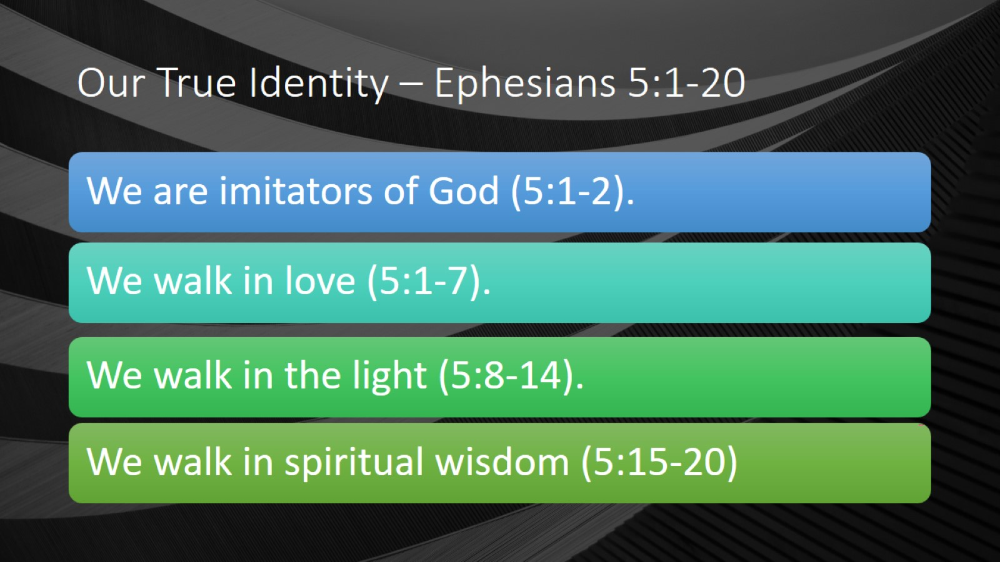 Our True Identity – Ephesians 5:1-20
We are imitators of God (5:1-2).
We walk in love (5:1-7).
We walk in the light (5:8-14).
We walk in spiritual wisdom (5:15-20)